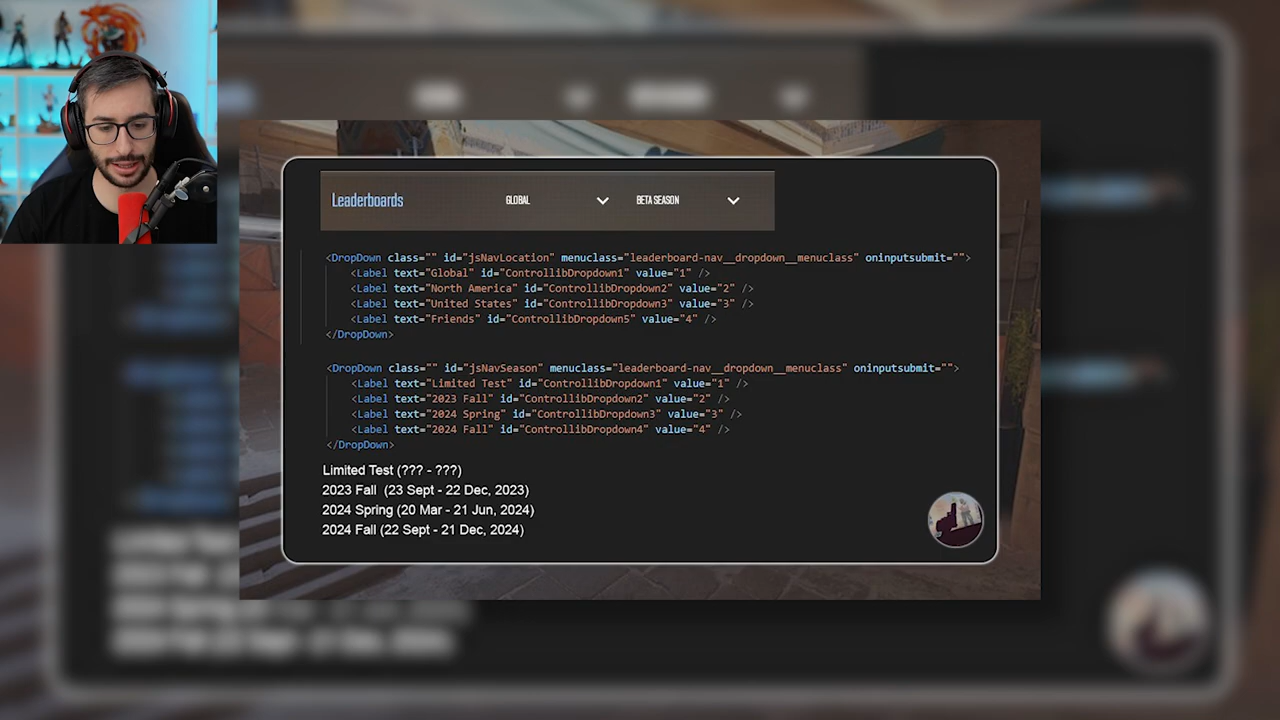 Leaderboards GLOBAL BETA SEASON
<DropDown class="" id="jsNavLocation" menuclass="leaderboard-nav__dropdown__menuclass" oninputsubmit="">
<Label text="Global" id="ControllibDropdown1" value="1" />
<Label text="North America" id="ControllibDropdown2" value="2" />
<Label text="United States" id="ControllibDropdown3" value="3" />
<Label text="Friends" id="ControllibDropdown5" value="4" />
</DropDown>
<DropDown class="" id="jsNavSeason" menuclass="leaderboard-nav__dropdown__menuclass" oninputsubmit="">
<Label text="Limited Test" id="ControllibDropdown1" value="1" />
<Label text="2023 Fall" id="ControllibDropdown2" value="2" />
<Label text="2024 Spring" id="ControllibDropdown3" value="3" />
<Label text="2024 Fall" id="ControllibDropdown4" value="4" />
</DropDown>
Limited Test (??? - ???)
2023 Fall (23 Sept - 22 Dec, 2023)
2024 Spring (20 Mar - 21 Jun, 2024)
2024 Fall (22 Sept - 21 Dec, 2024)